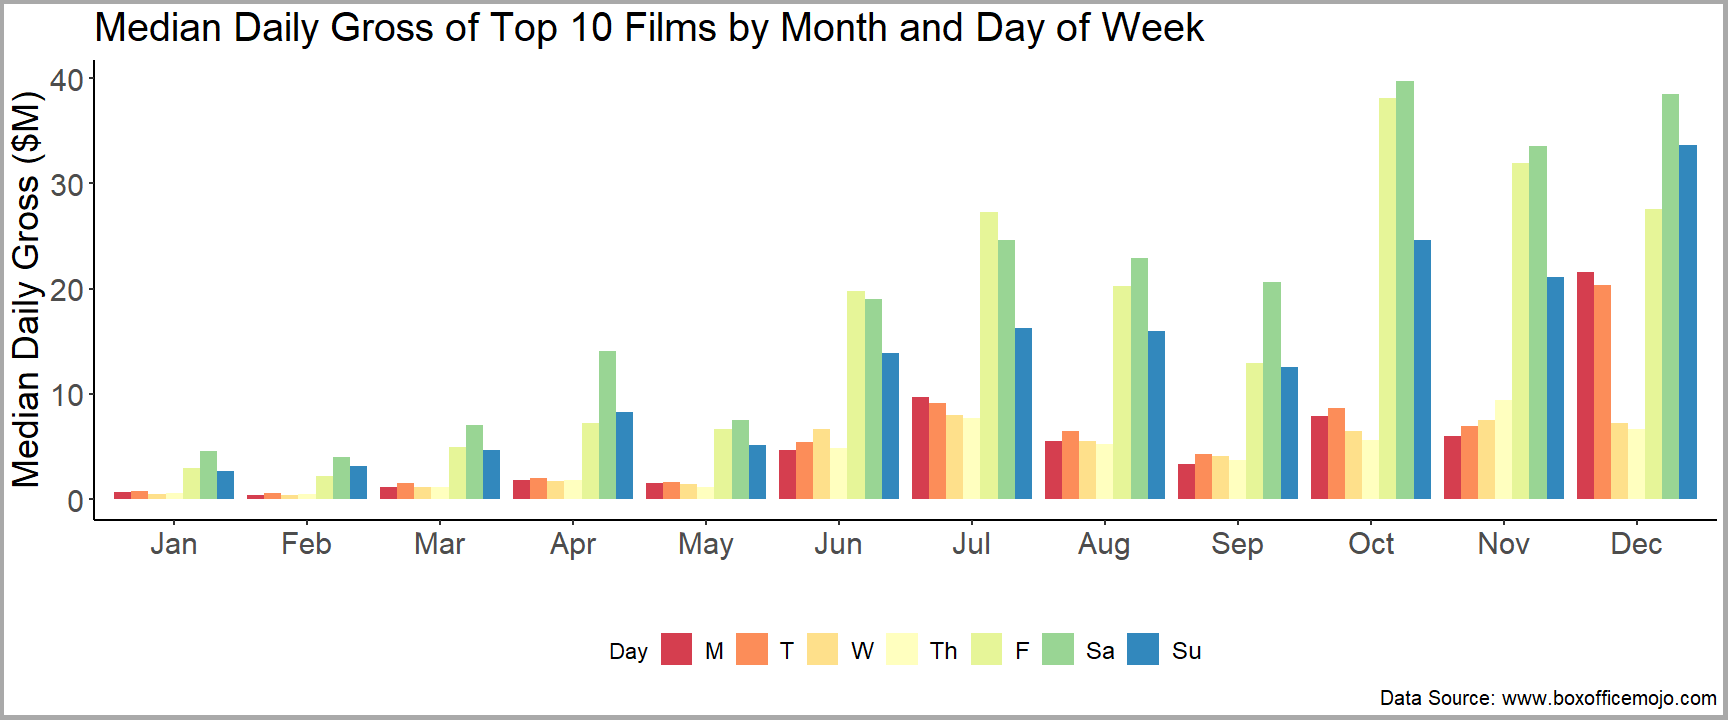 Median Daily Gross of Top 10 Films by Month and Day of Week
Median Daily Gross ($M)
40
30
20
10
0
Jan Feb Mar Apr May Jun Jul Aug Sep Oct Nov Dec
Day M T W Th F Sa Su
Data Source: www.boxofficemojo.com